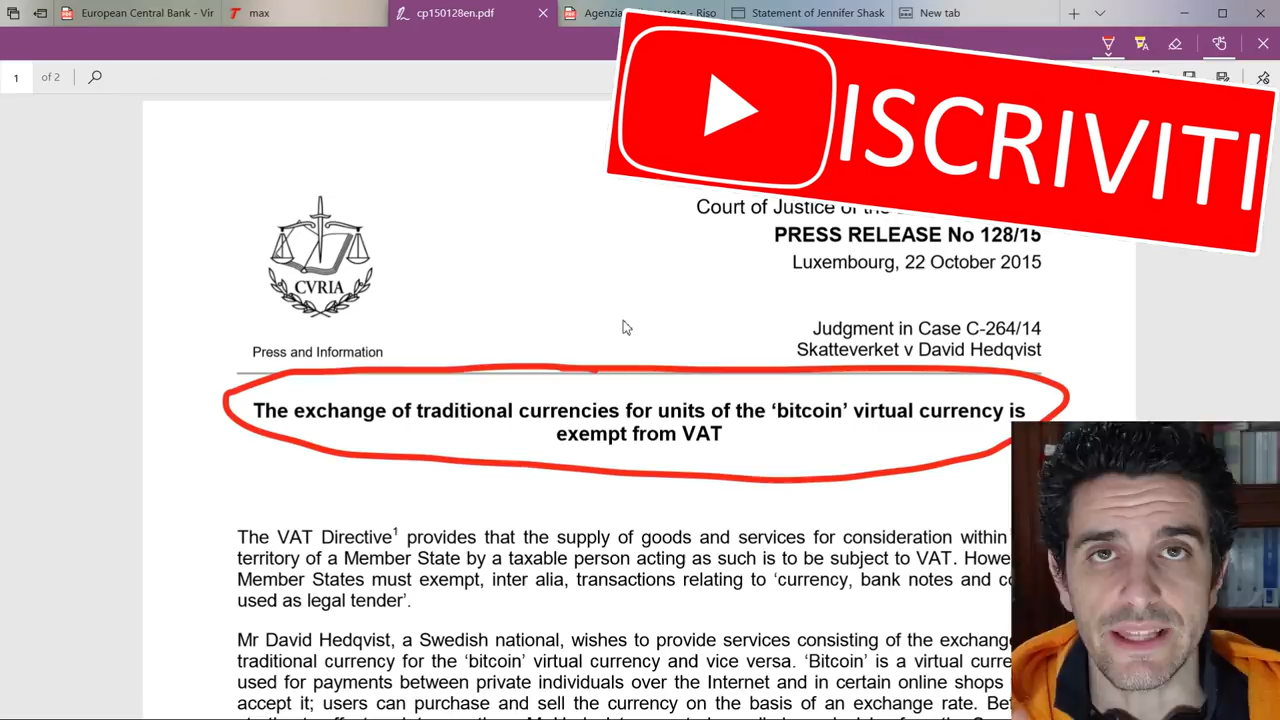 European Central Bank - Vir
max
cp150128en.pdf
Agenzia
Riso
Statement of Jennifer Shask
New tab
1
of 2
ISCRIVITI
Court of Justice of the
PRESS RELEASE No 128/15
Luxembourg, 22 October 2015
CVRIA
Judgment in Case C-264/14
Press and Information
Skatteverket v David Hedqvist
The exchange of traditional currencies for units of the ‘bitcoin’ virtual currency is
exempt from VAT
The VAT Directive1 provides that the supply of goods and services for consideration within
territory of a Member State by a taxable person acting as such is to be subject to VAT.
Member States must exempt, inter alia, transactions relating to ‘currency, bank notes and
used as legal tender’.
Mr David Hedqvist, a Swedish national, wishes to provide services consisting of the
traditional currency for the ‘bitcoin’ virtual currency and vice versa. ‘Bitcoin’ is a virtual
used for payments between private individuals over the Internet and in certain online shops
accept it; users can purchase and sell the currency on the basis of an exchange rate.